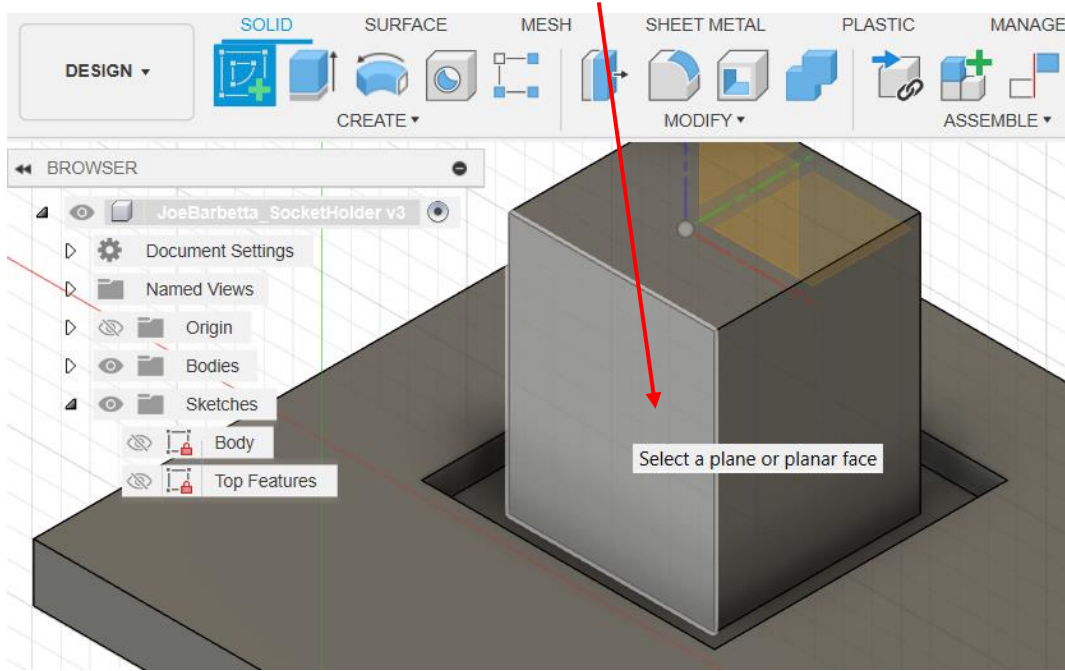 SOLID SURFACE MESH SHEET METAL PLASTIC MANAGE
DESIGN
CREATE MODIFY ASSEMBLE
BROWSER
JoeBarbetta_SocketHolder v3
Document Settings
Named Views
Origin
Bodies
Sketches
Body
Top Features
Select a plane or planar face